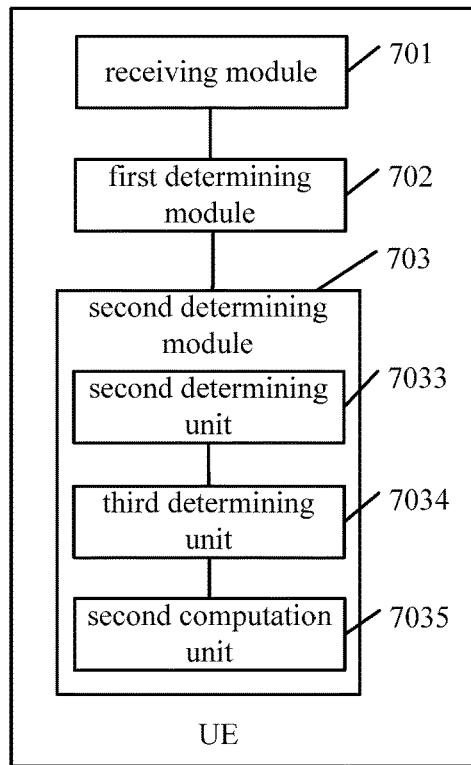 701
receiving module
702
first determining
module
703
second determining
module
7033
second determining
unit
7034
third determining
unit
7035
second computation
unit
UE